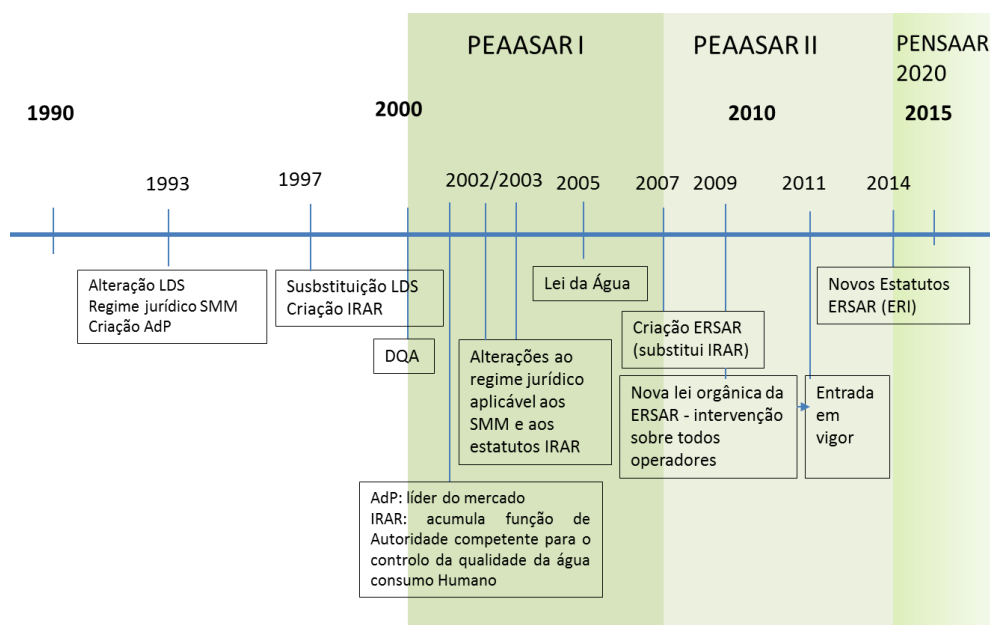 PEAASAR I
PEAASAR II
PENSAAR
2020
1990
2000
2010
2015
1993
1997
2002/2003
2005
2007
2009
2011
2014
Alteração LDS
Regime jurídico SMM
Criação AdP
Susbstituição LDS
Criação IRAR
DQA
Lei da Água
Novos Estatutos
ERSAR (ERI)
Criação ERSAR
(substitui IRAR)
Alterações ao
regime jurídico
aplicável aos
SMM e aos
estatutos IRAR
Nova lei orgânica da
ERSAR - intervenção
sobre todos
operadores
Entrada
em
vigor
AdP: líder do mercado
IRAR: acumula função de
Autoridade competente para o
controlo da qualidade da água
consumo Humano